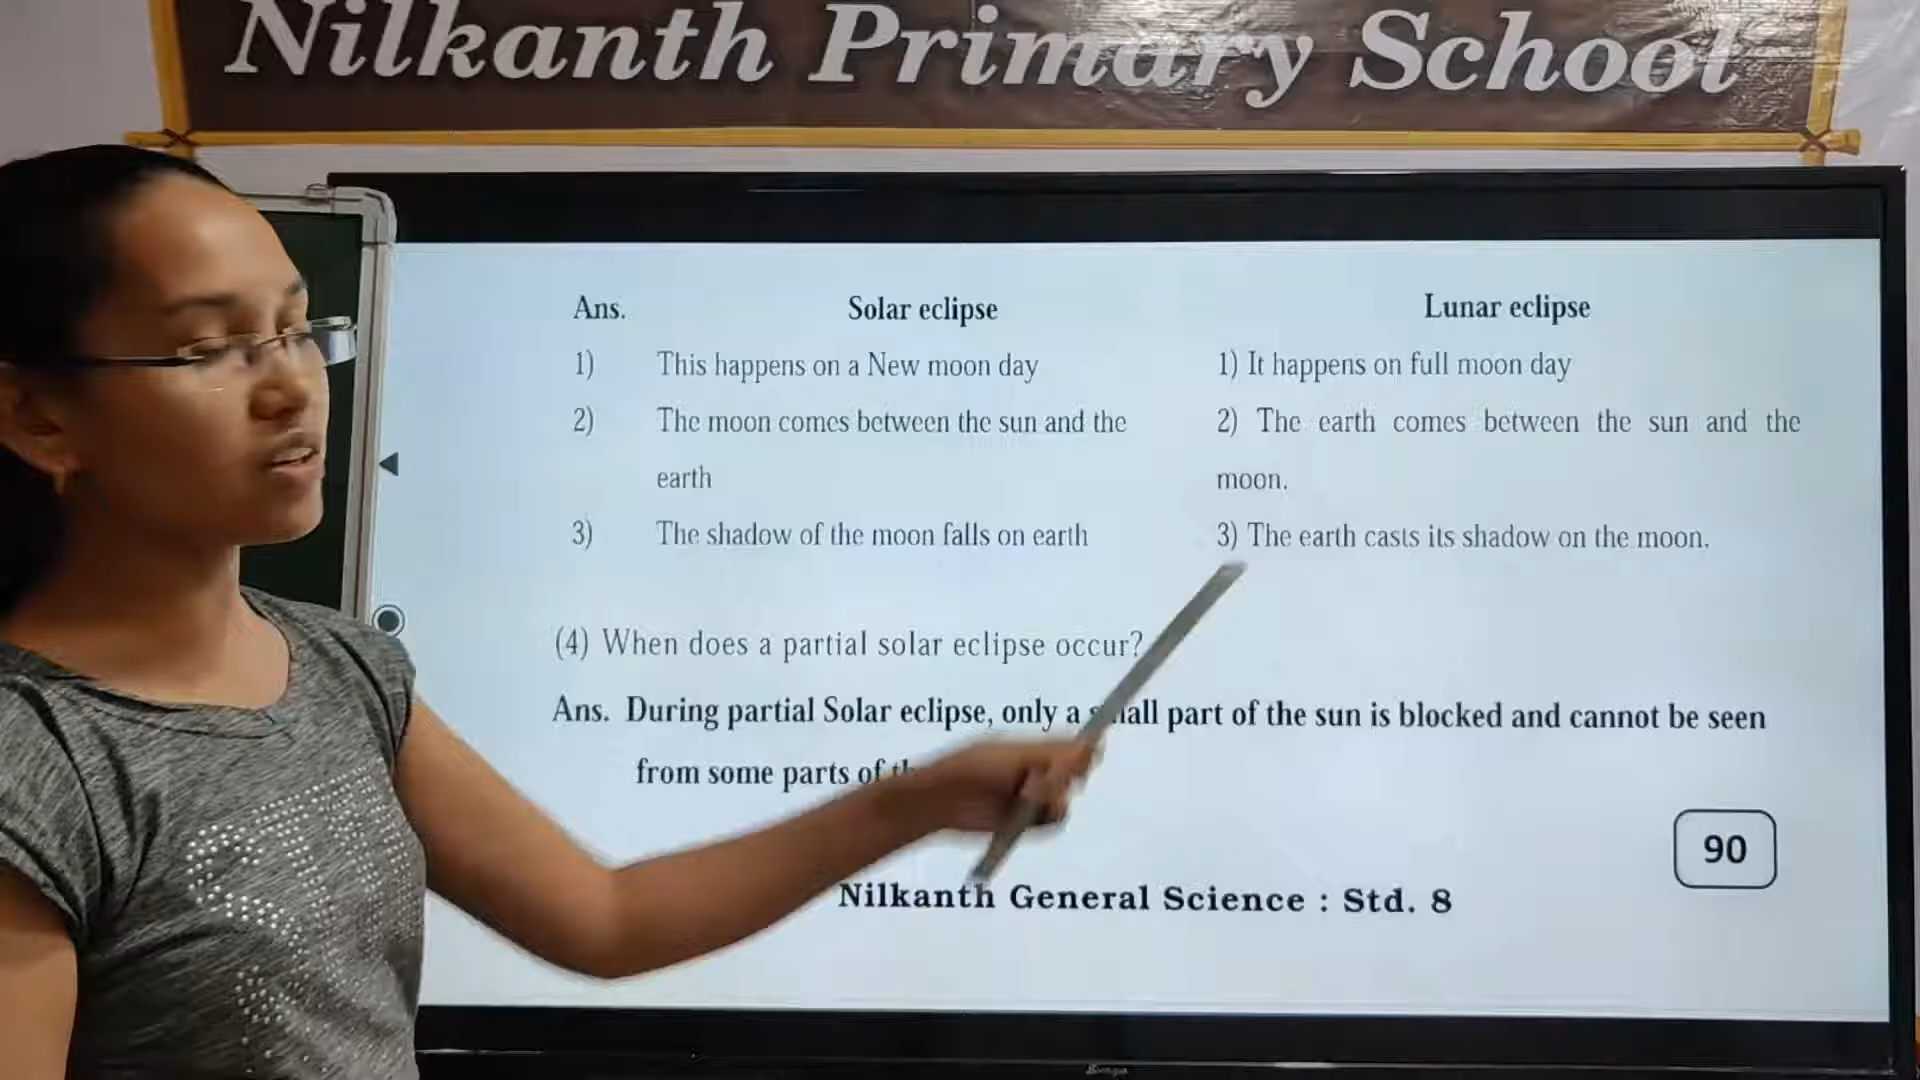 Nilkanth Primary School
Ans. Solar eclipse Lunar eclipse
1) This happens on a New moon day 1) It happens on full moon day
2) The moon comes between the sun and the 2) The earth comes between the sun and the
earth moon.
3) The shadow of the moon falls on earth 3) The earth casts its shadow on the moon.
(4) When does a partial solar eclipse occur?
Ans. During partial Solar eclipse, only a small part of the sun is blocked and cannot be seen
from some parts of
90
Nilkanth General Science : Std. 8